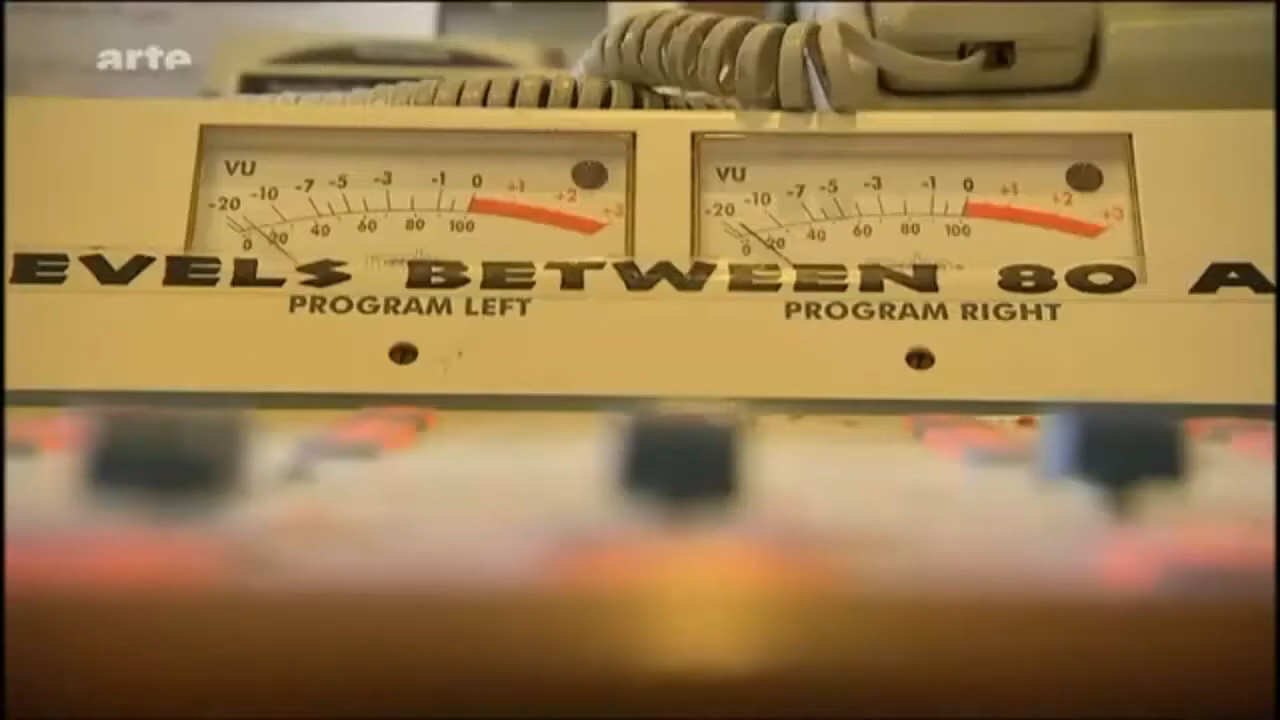 arte
VU
-20 -10 -7 -5 -3 -1 0 +1 +2 +3
0 20 40 60 80 100
VU
-20 -10 -7 -5 -3 -1 0 +1 +2 +3
0 20 40 60 80 100
EVELS BETWEEN 80 A
PROGRAM LEFT
PROGRAM RIGHT